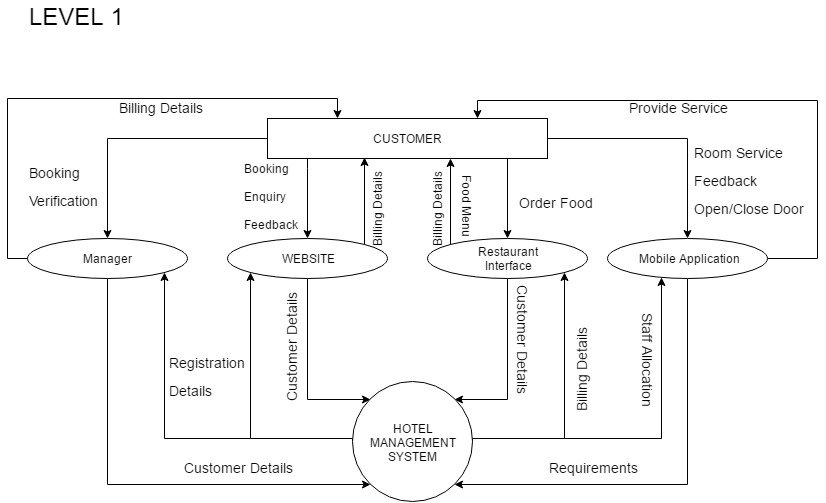 LEVEL 1
Billing Details
Provide Service
CUSTOMER
Booking
Verification
Booking
Enquiry
Feedback
Billing Details
Billing Details
Food Menu
Order Food
Room Service
Feedback
Open/Close Door
Manager
WEBSITE
Restaurant
Interface
Mobile Application
Registration
Details
Customer Details
Customer Details
Billing Details
Staff Allocation
HOTEL
MANAGEMENT
SYSTEM
Customer Details
Requirements